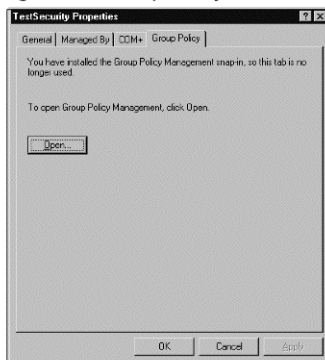 TestSecurity Properties
General Managed By COM+ Group Policy
You have installed the Group Policy Management snap-in, so this tab is no
longer used.
To open Group Policy Management, click Open.
Open...
OK Cancel Apply